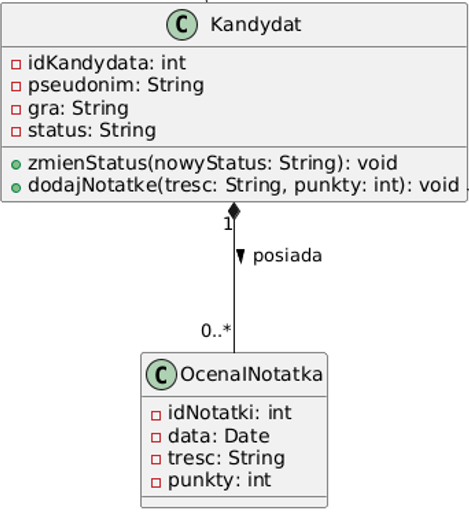 C Kandydat
idKandydata: int
pseudonim: String
gra: String
status: String
zmienStatus(nowyStatus: String): void
dodajNotatke(tresc: String, punkty: int): void
1
posiada
0..*
C OcenaINotatka
idNotatki: int
data: Date
tresc: String
punkty: int